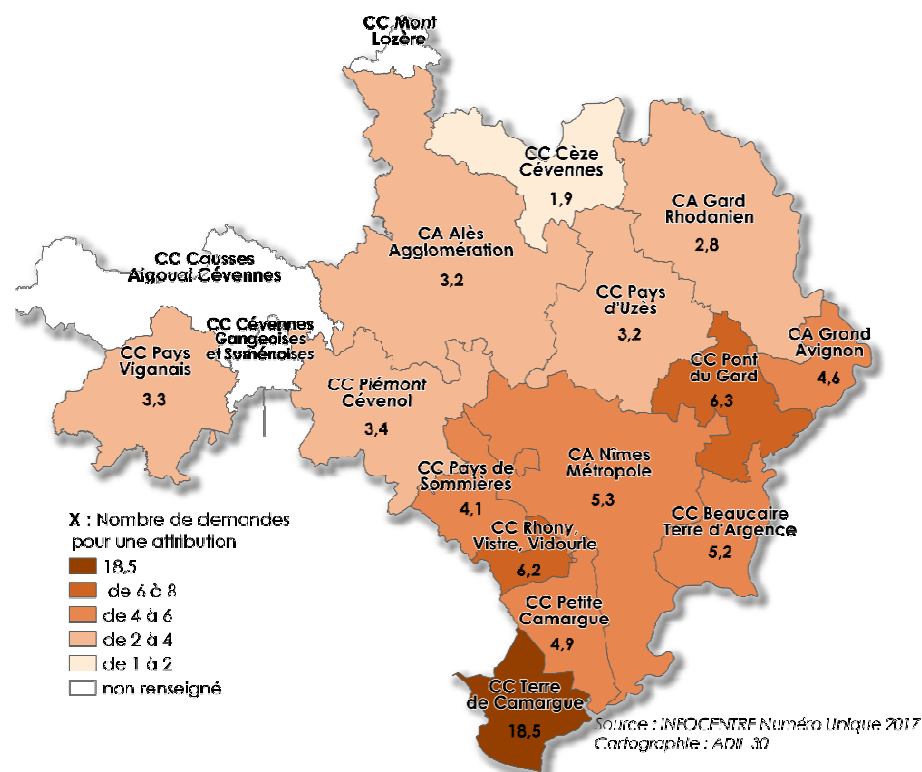 CC Mont
Lozère
CC Cèze
Cévennes
1,9
CA Gard
Rhodanien
2,8
CA Alès
Agglomération
3,2
CC Causses
Aigoual Cévennes
CC Pays
d'Uzès
3,2
CC Cévennes
Gangeoises
et Suménoises
CA Grand
Avignon
4,6
CC Pays
Viganais
3,3
CC Pont
du Gard
6,3
CC Piémont
Cévenol
3,4
CA Nîmes
Métropole
5,3
CC Pays de
Sommières
4,1
CC Beaucaire
Terre d'Argence
5,2
CC Rhony,
Vistre, Vidourle
6,2
CC Petite
Camargue
4,9
CC Terre
de Camargue
18,5
X : Nombre de demandes
pour une attribution
18,5
de 6 à 8
de 4 à 6
de 2 à 4
de 1 à 2
non renseigné
Source : INFOCENTRE Numéro Unique 2017
Cartographie : ADIL 30